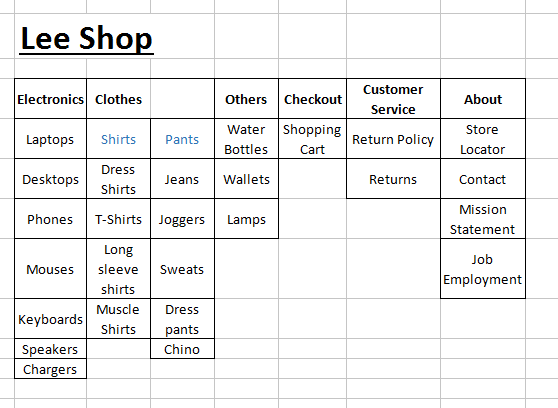 Lee Shop
Electronics Clothes Others Checkout Customer Service About
Laptops Shirts Pants Water Bottles Shopping Cart Return Policy Store Locator
Desktops Dress Shirts Jeans Wallets Returns Contact
Phones T-Shirts Joggers Lamps Mission Statement
Mouses Long sleeve shirts Sweats Job Employment
Keyboards Muscle Shirts Dress pants
Speakers Chino
Chargers